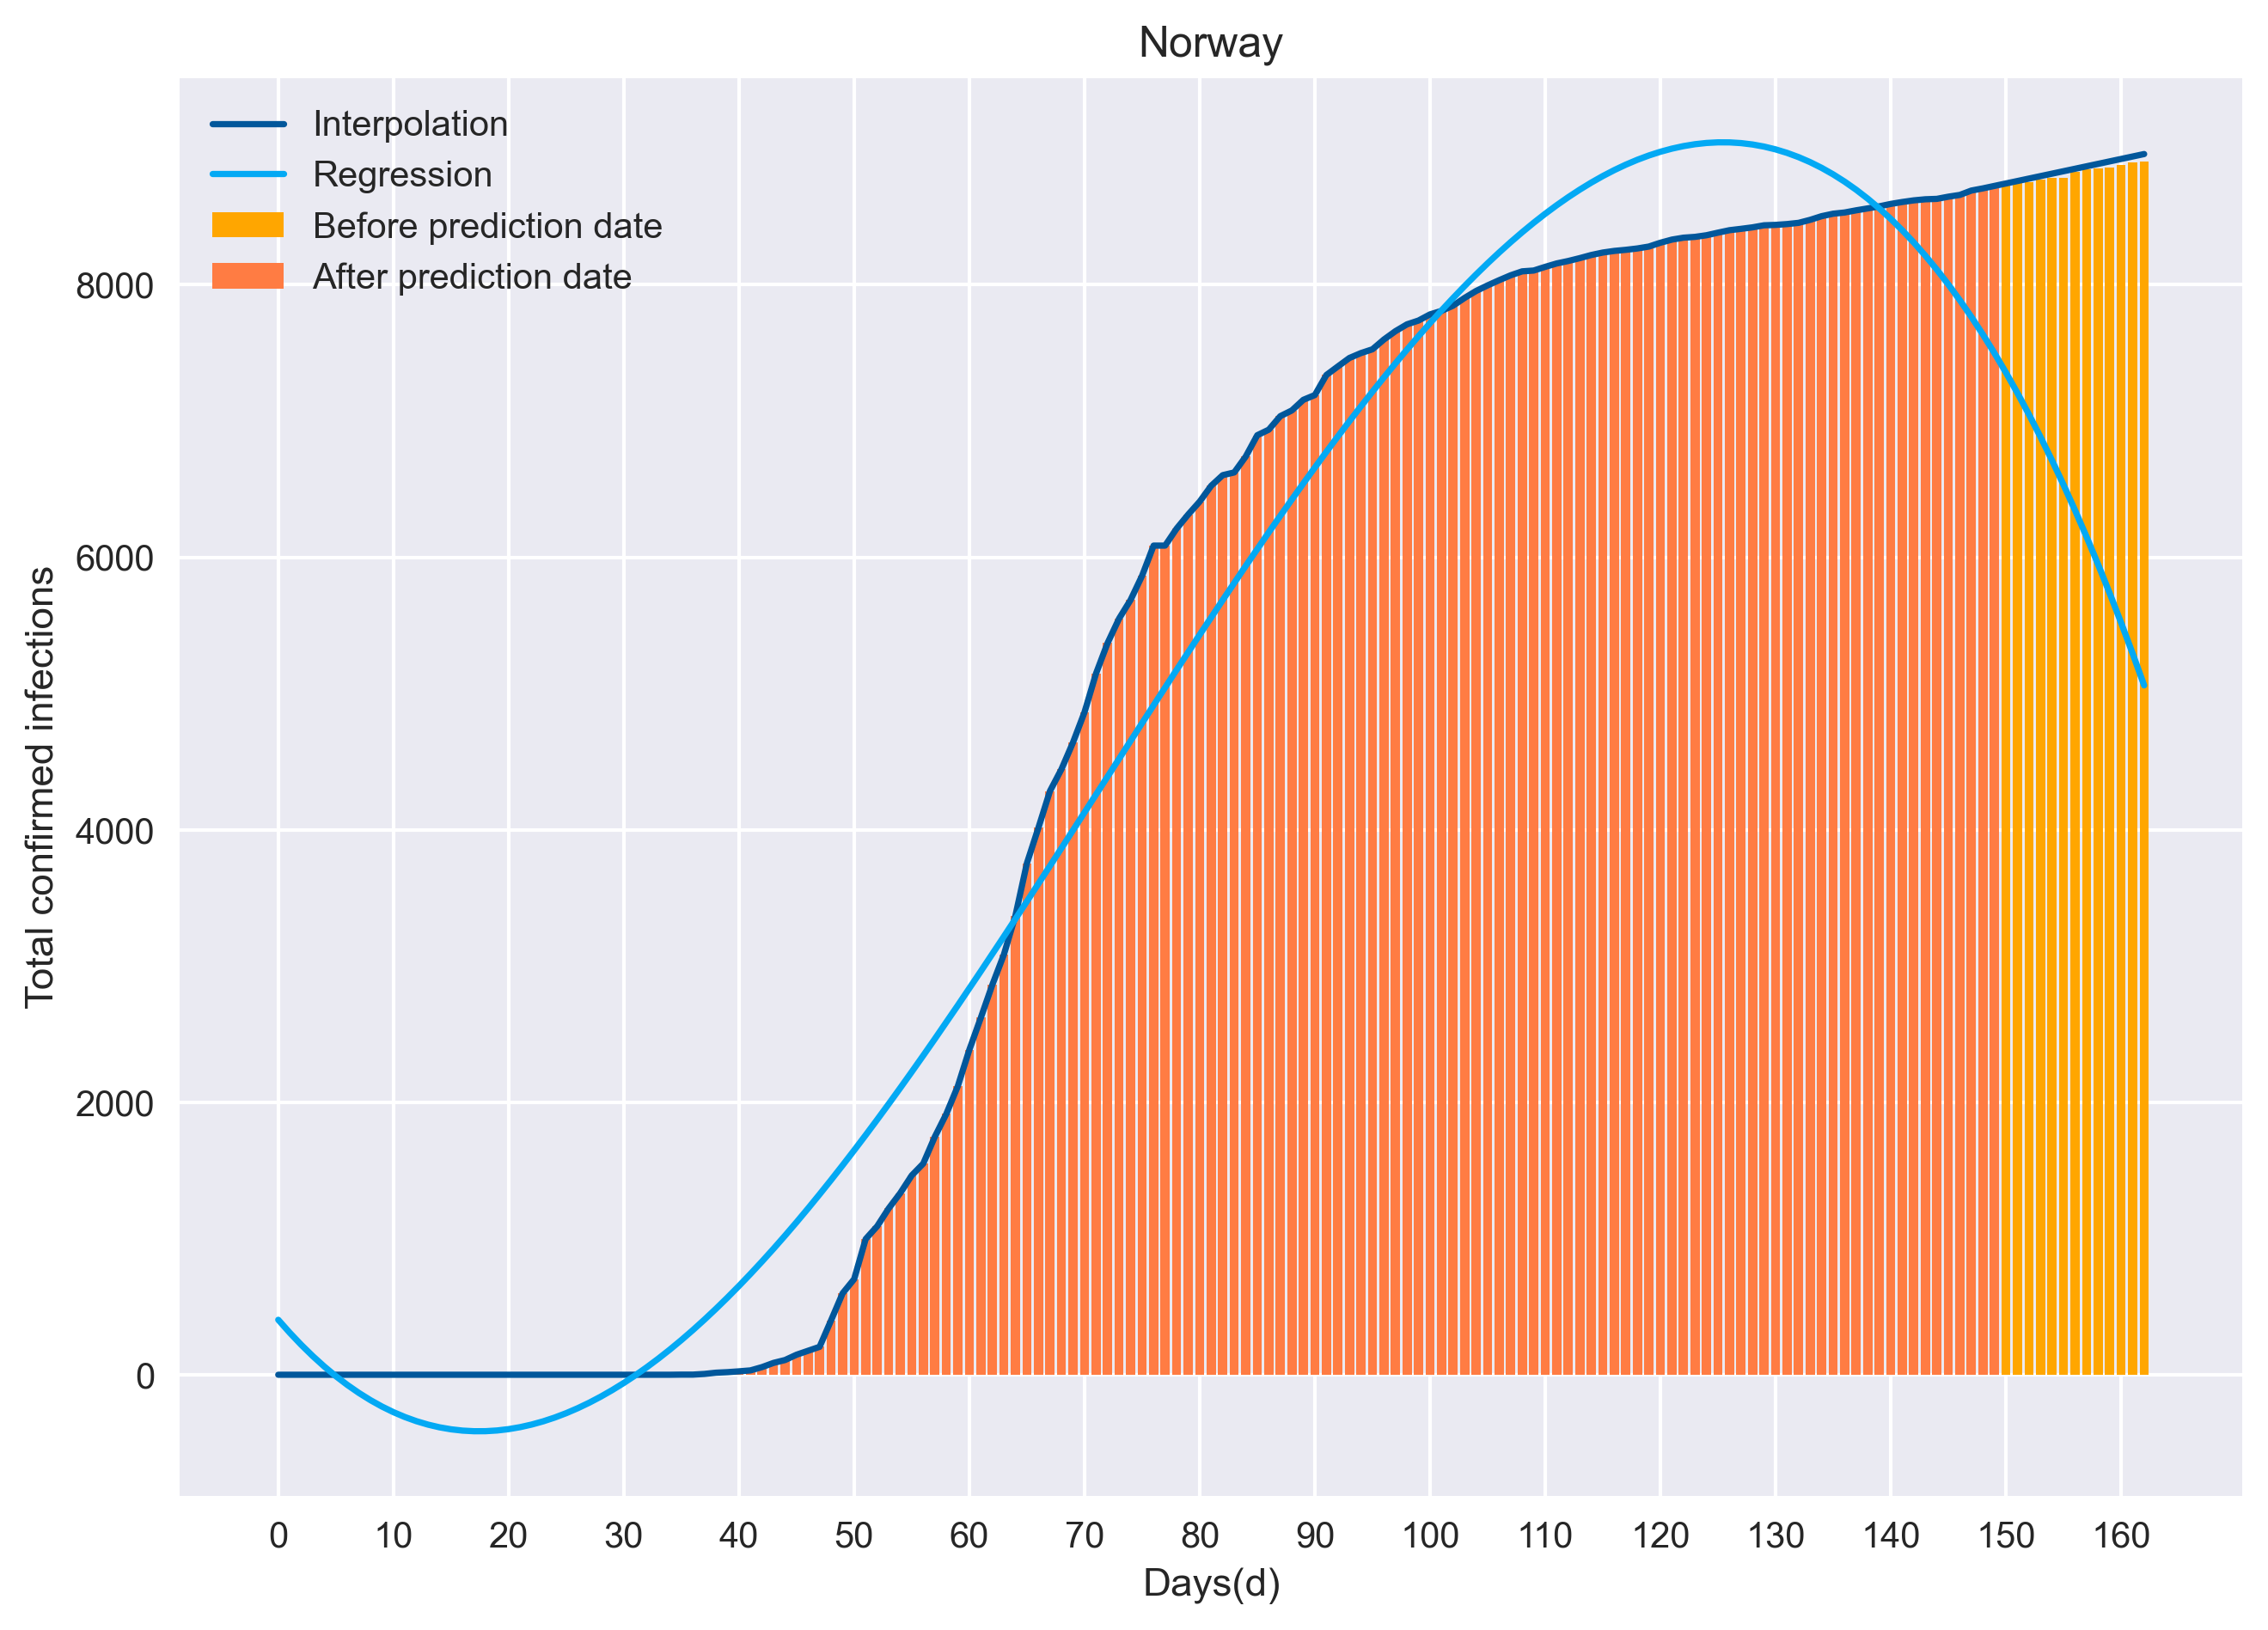 Norway
Interpolation
Regression
Before prediction date
After prediction date
Total confirmed infections
8000
6000
4000
2000
0
0 10 20 30 40 50 60 70 80 90 100 110 120 130 140 150 160
Days(d)